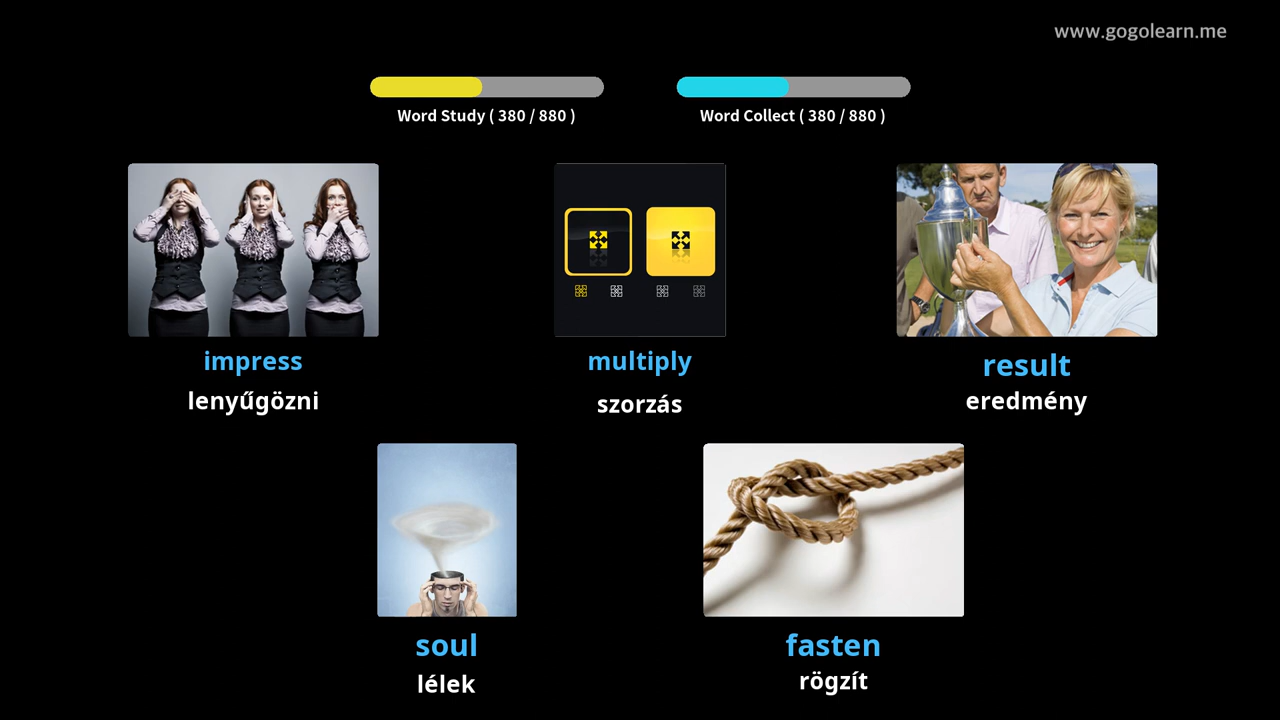 www.gogolearn.me
Word Study ( 380 / 880 )
Word Collect ( 380 / 880 )
impress
lenyűgözni
multiply
szorzás
result
eredmény
soul
lélek
fasten
rögzít